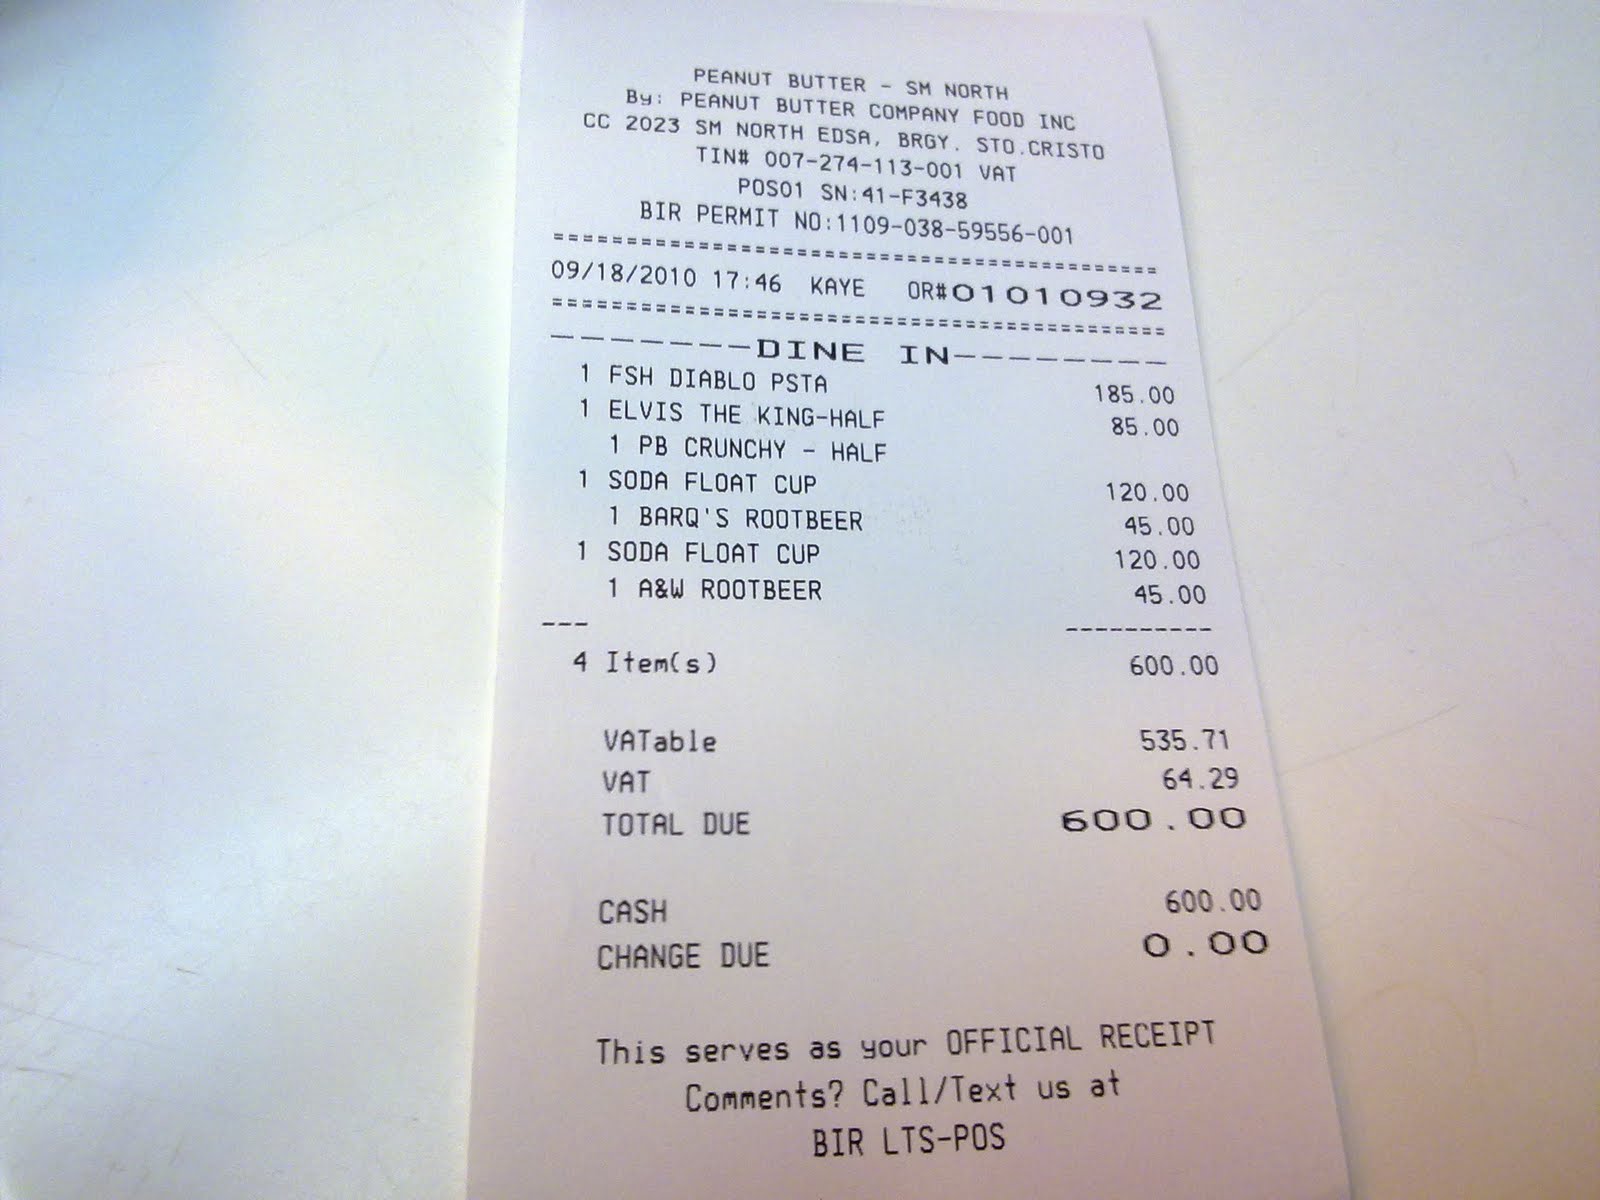 PEANUT BUTTER - SM NORTH
By: PEANUT BUTTER COMPANY FOOD INC
CC 2023 SM NORTH EDSA, BRGY. STO.CRISTO
TIN# 007-274-113-001 VAT
POS01 SN:41-F3438
BIR PERMIT NO:1109-038-59556-001
==========================================
09/18/2010 17:46 KAYE OR#01010932
==========================================
-------DINE IN--------
1 FSH DIABLO PSTA 185.00
1 ELVIS THE KING-HALF 85.00
1 PB CRUNCHY - HALF
1 SODA FLOAT CUP 120.00
1 BARQ'S ROOTBEER 45.00
1 SODA FLOAT CUP 120.00
1 A&W ROOTBEER 45.00
--- ----------
4 Item(s) 600.00
VATable 535.71
VAT 64.29
TOTAL DUE 600.00
CASH 600.00
CHANGE DUE 0.00
This serves as your OFFICIAL RECEIPT
Comments? Call/Text us at
BIR LTS-POS